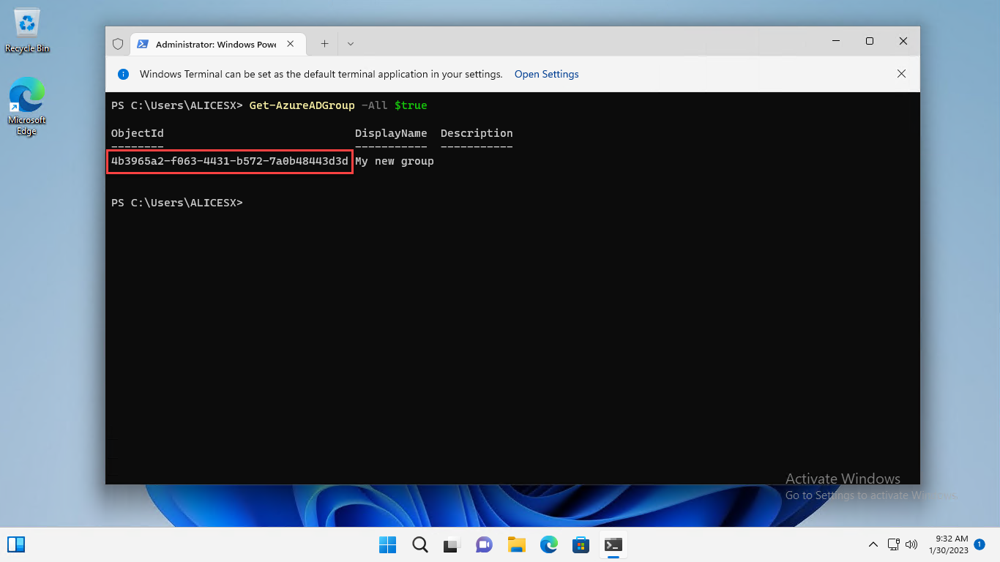 Recycle Bin
Microsoft
Edge
Administrator: Windows Powe
Windows Terminal can be set as the default terminal application in your settings. Open Settings
PS C:\Users\ALICESX> Get-AzureADGroup -All $true
ObjectId DisplayName Description
-------- ----------- -----------
4b3965a2-f063-4431-b572-7a0b48443d3d My new group
PS C:\Users\ALICESX>
Activate Windows
Go to Settings to activate Windows.
9:32 AM
1/30/2023
1